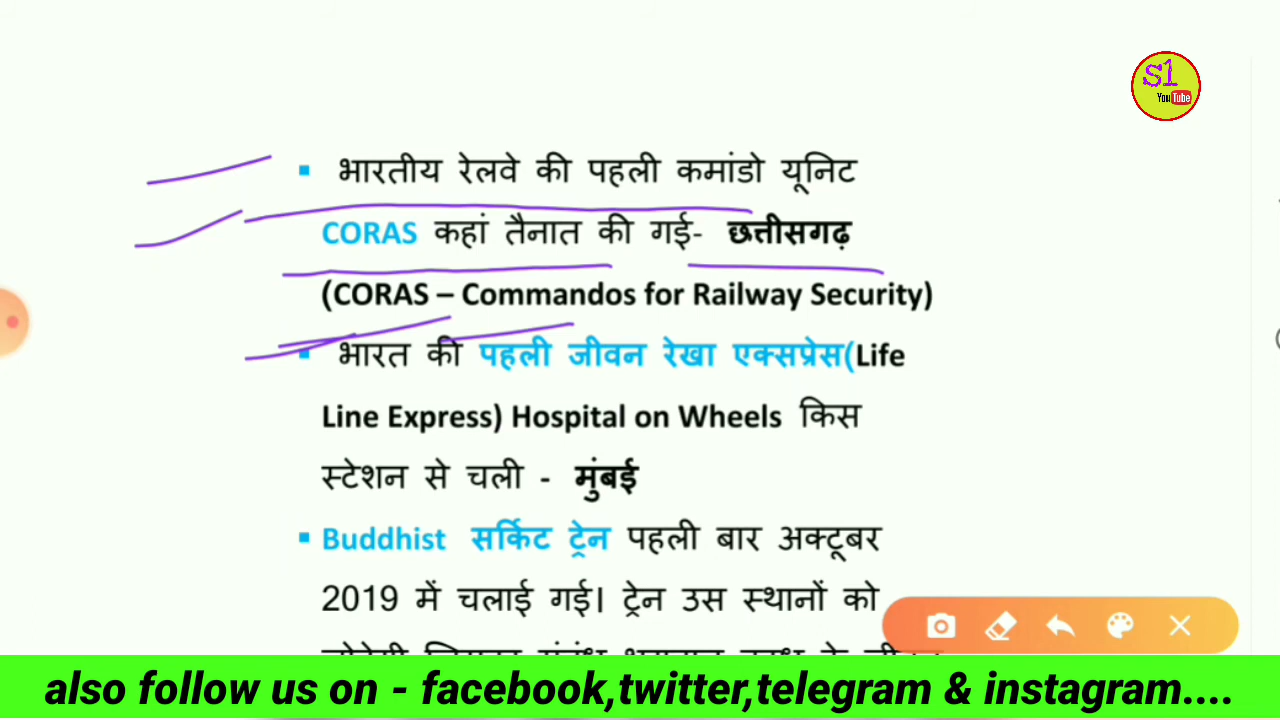 S1
YouTube
भारतीय रेलवे की पहली कमांडो यूनिट
CORAS कहां तैनात की गई- छत्तीसगढ़
(CORAS – Commandos for Railway Security)
भारत की पहली जीवन रेखा एक्सप्रेस(Life
Line Express) Hospital on Wheels किस
स्टेशन से चली - मुंबई
Buddhist सर्किट ट्रेन पहली बार अक्टूबर
2019 में चलाई गई। ट्रेन उस स्थानों को
also follow us on - facebook,twitter,telegram & instagram....